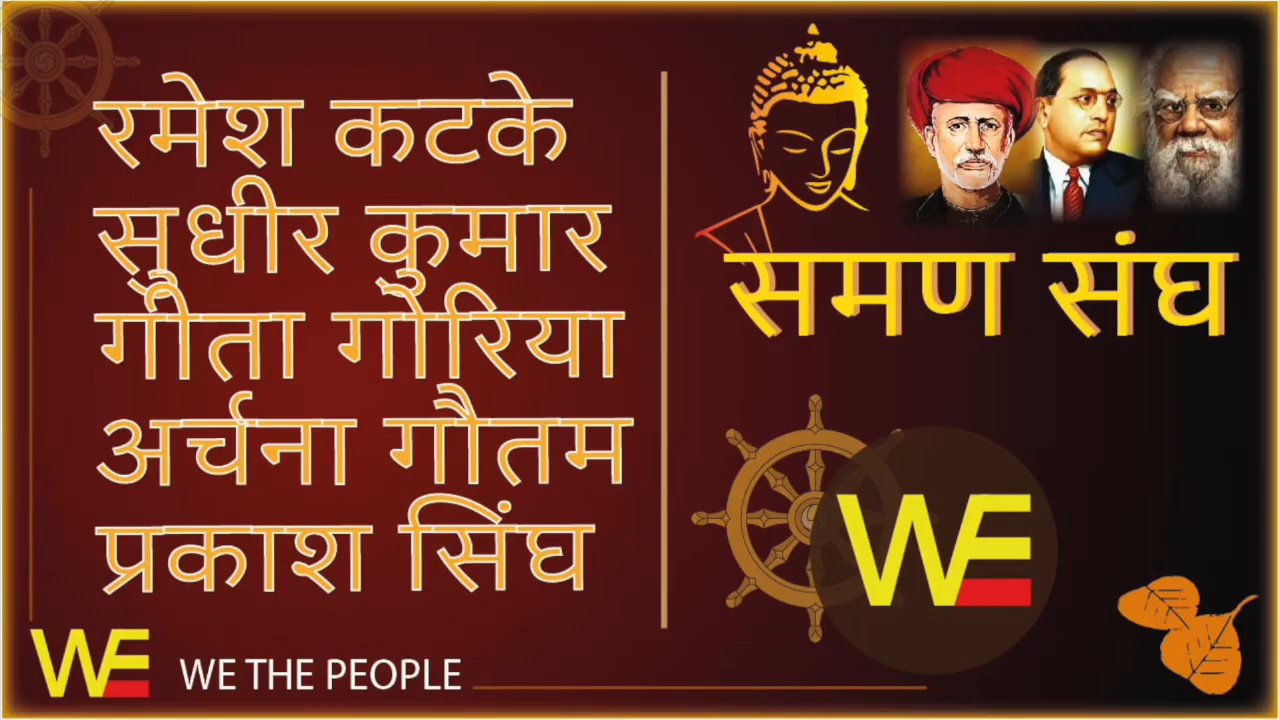 रमेश कटके
सुधीर कुमार
गीता गोरिया
अर्चना गौतम
प्रकाश सिंघ
WE WE THE PEOPLE
समण संघ
WE